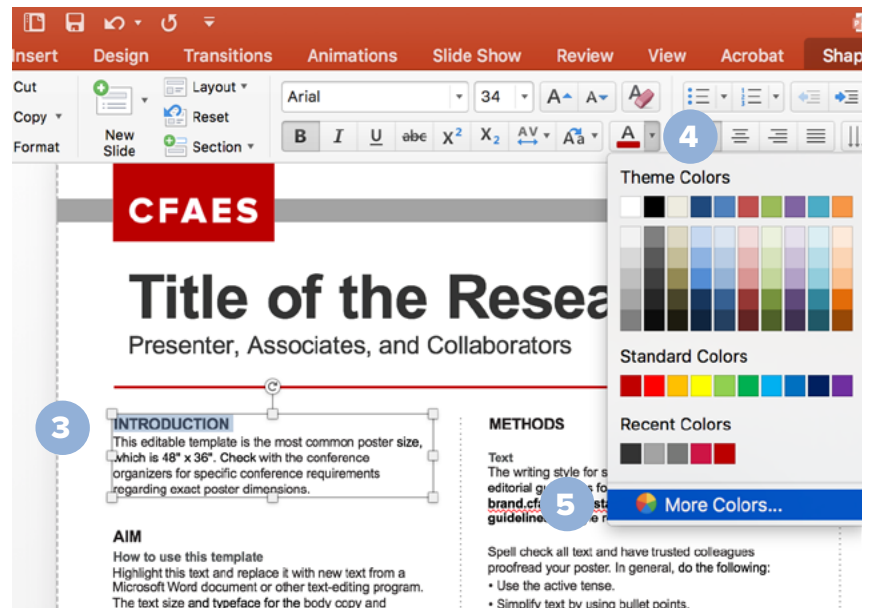 Insert Design Transitions Animations Slide Show Review View Acrobat Shap
Cut
Copy
Format
New
Slide
Layout
Reset
Section
Arial 34 A A A
B I U abc X2 X2 AV Aa A
4
Theme Colors
Standard Colors
Recent Colors
More Colors...
CFAES
Title of the Resea
Presenter, Associates, and Collaborators
3
INTRODUCTION
This editable template is the most common poster size,
which is 48" x 36". Check with the conference
organizers for specific conference requirements
regarding exact poster dimensions.
AIM
How to use this template
Highlight this text and replace it with new text from a
Microsoft Word document or other text-editing program.
The text size and typeface for the body copy and
METHODS
Text
The writing style for s
editorial
brand.cfa
guideline
5
Spell check all text and have trusted colleagues
proofread your poster. In general, do the following:
• Use the active tense.
• Simplify text by using bullet points.